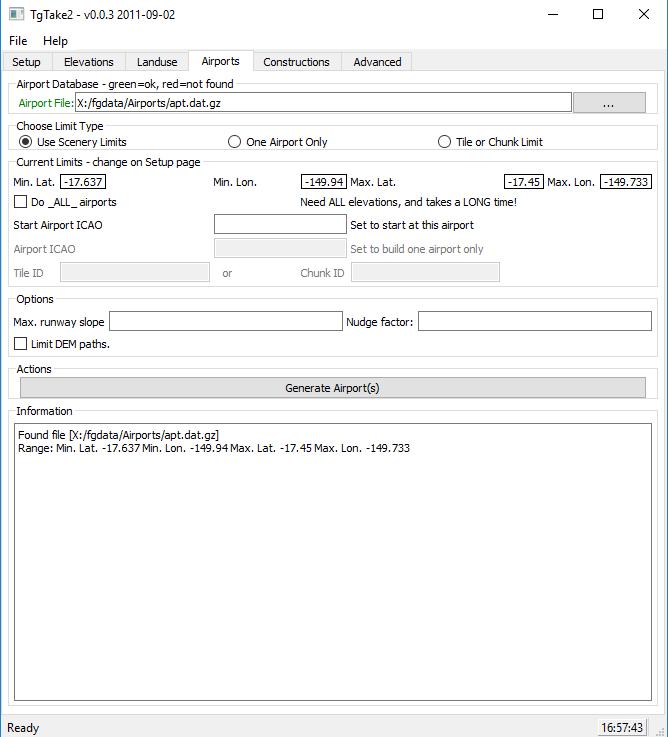 TgTake2 - v0.0.3 2011-09-02
File Help
Setup Elevations Landuse Airports Constructions Advanced
Airport Database - green=ok, red=not found
Airport File: X:/fgdata/Airports/apt.dat.gz ...
Choose Limit Type
Use Scenery Limits One Airport Only Tile or Chunk Limit
Current Limits - change on Setup page
Min. Lat. -17.637 Min. Lon. -149.94 Max. Lat. -17.45 Max. Lon. -149.733
Do _ALL_ airports Need ALL elevations, and takes a LONG time!
Start Airport ICAO Set to start at this airport
Airport ICAO Set to build one airport only
Tile ID or Chunk ID
Options
Max. runway slope Nudge factor:
Limit DEM paths.
Actions
Generate Airport(s)
Information
Found file [X:/fgdata/Airports/apt.dat.gz]
Range: Min. Lat. -17.637 Min. Lon. -149.94 Max. Lat. -17.45 Max. Lon. -149.733
Ready 16:57:43